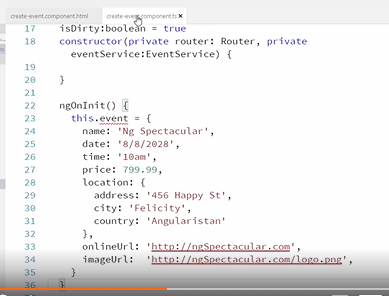 create-event.component.html
create-event.component.ts ×
17 isDirty:boolean = true
18 constructor(private router: Router, private
eventService:EventService) {
19
20 }
21
22 ngOnInit() {
23 this.event = {
24 name: 'Ng Spectacular',
25 date: '8/8/2028',
26 time: '10am',
27 price: 799.99,
28 location: {
29 address: '456 Happy St',
30 city: 'Felicity',
31 country: 'Angularistan'
32 },
33 onlineUrl: 'http://ngSpectacular.com',
34 imageUrl: 'http://ngSpectacular.com/logo.png',
35 }
36 }